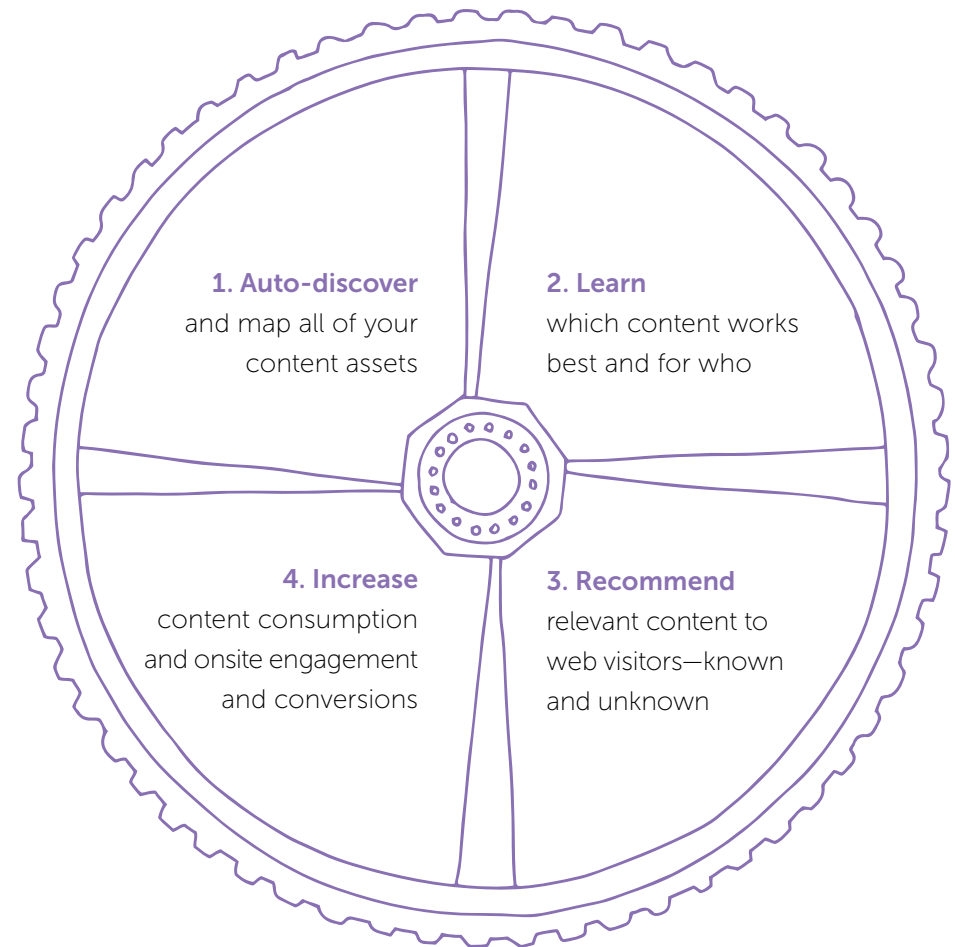 1. Auto-discover
and map all of your
content assets
2. Learn
which content works
best and for who
3. Recommend
relevant content to
web visitors—known
and unknown
4. Increase
content consumption
and onsite engagement
and conversions